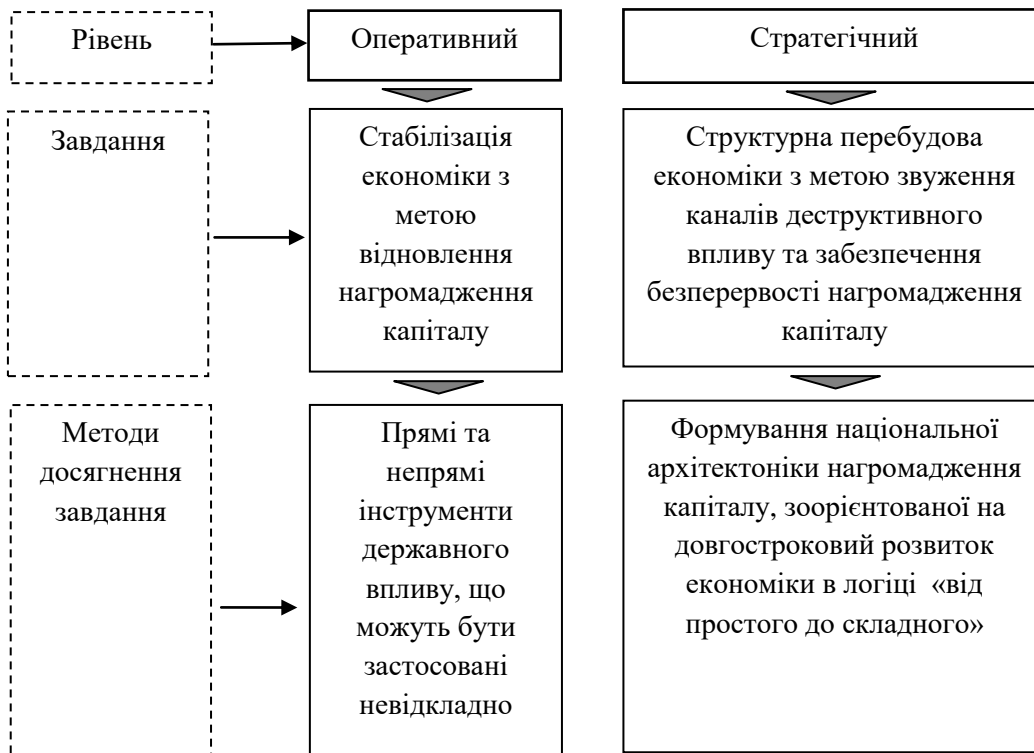 Рівень
Оперативний
Стратегічний
Завдання
Стабілізація
економіки з
метою
відновлення
нагромадження
капіталу
Структурна перебудова
економіки з метою звуження
каналів деструктивного
впливу та забезпечення
безперервості нагромадження
капіталу
Методи
досягнення
завдання
Прямі та
непрямі
інструменти
державного
впливу, що
можуть бути
застосовані
невідкладно
Формування національної
архітектоніки нагромадження
капіталу, зоорієнтованої на
довгостроковий розвиток
економіки в логіці «від
простого до складного»